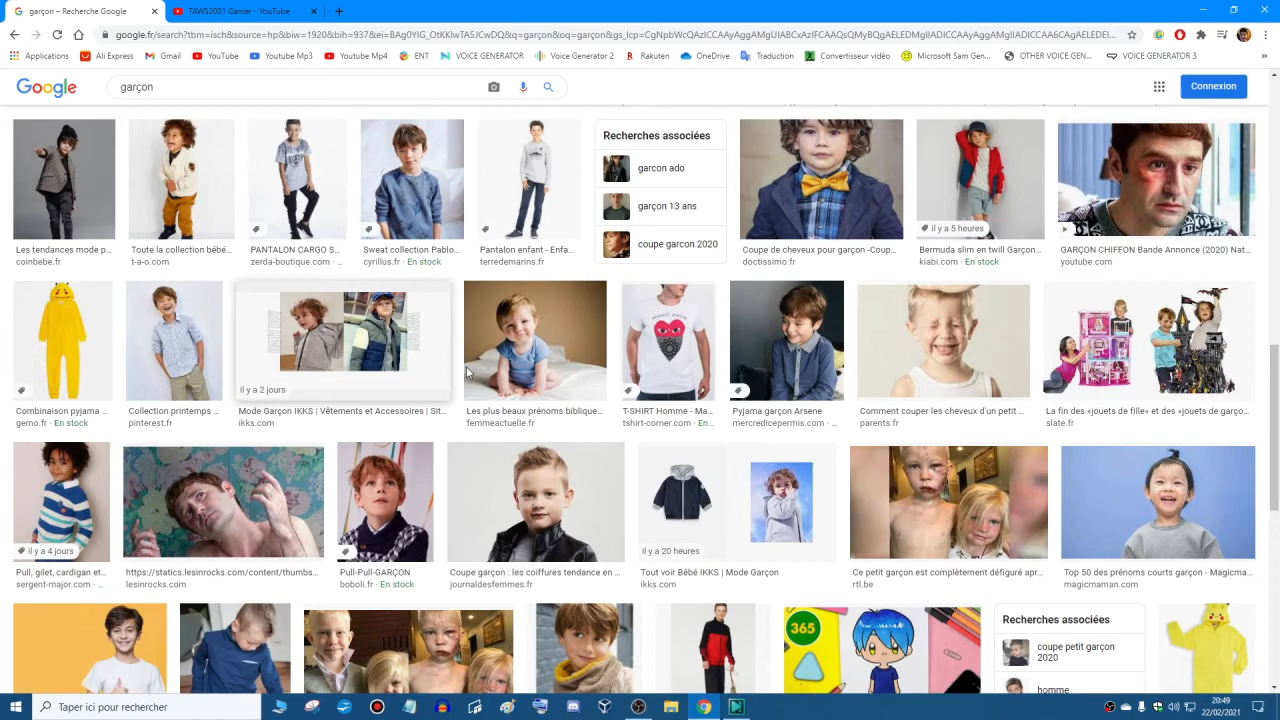 garçon – Recherche Google
TAWS2001 Gamer - YouTube
google.fr/search?tbm=isch&source=hp&biw=1920&bih=937&ei=8Ag0YIG_OtKKlwTA5ICwDQ&q=garçon&oq=garçon&gs_lcp=CgNpbWcQAzICCAAyAggAMgUIABCxAzIFCAAQsQMyBQgAELEDMgIIADICCAAyAggAMgIIADICCAA6CAgAELEDEI...
Applications
Ali Express
Gmail
YouTube
Youtube Mp3
Youtube Mp4
ENT
VOICE GENERATOR
Voice Generator 2
Rakuten
OneDrive
Traduction
Convertisseur vidéo
Microsoft Sam Gen...
OTHER VOICE GEN...
VOICE GENERATOR 3
Google
garçon
Connexion
Recherches associées
garcon ado
garçon 13 ans
coupe garcon 2020
il y a 5 heures
Les tendances mode p...
coinbebe.fr
Toute la collection bébé...
t-a-o.com
PANTALON CARGO S...
zerda-boutique.com · ...
Sweat collection Pablo...
cyrillus.fr · En stock
Pantalon enfant - Enfa...
terredemarins.fr
Coupe de cheveux pour garçon -Coup...
doctissimo.fr
Bermuda slim en twill Garçon...
kiabi.com · En stock
GARÇON CHIFFON Bande Annonce (2020) Nat...
youtube.com
il y a 2 jours
Combinaison pyjama ...
gemo.fr · En stock
Collection printemps ...
pinterest.fr
Mode Garçon IKKS | Vêtements et Accessoires | Sit...
ikks.com
Les plus beaux prénoms biblique...
femmeactuelle.fr
T-SHIRT Homme - Ma...
tshirt-corner.com · En...
Pyjama garçon Arsene
mercredicepermis.com · ...
Comment couper les cheveux d'un petit ...
parents.fr
La fin des «jouets de fille» et des «jouets de garço...
slate.fr
il y a 4 jours
il y a 20 heures
Pull, gilet, cardigan et...
sergent-major.com · ...
https://statics.lesinrocks.com/content/thumbs...
lesinrocks.com
Pull-Pull-GARÇON
boboli.fr · En stock
Coupe garçon : les coiffures tendance en ...
journaldesfemmes.fr
Tout voir Bébé IKKS | Mode Garçon
ikks.com
Ce petit garçon est complètement défiguré apr...
rtl.be
Top 50 des prénoms courts garçon - Magicma...
magicmaman.com
365
Recherches associées
coupe petit garcon
2020
homme
Taper ici pour rechercher
20:49
22/02/2021